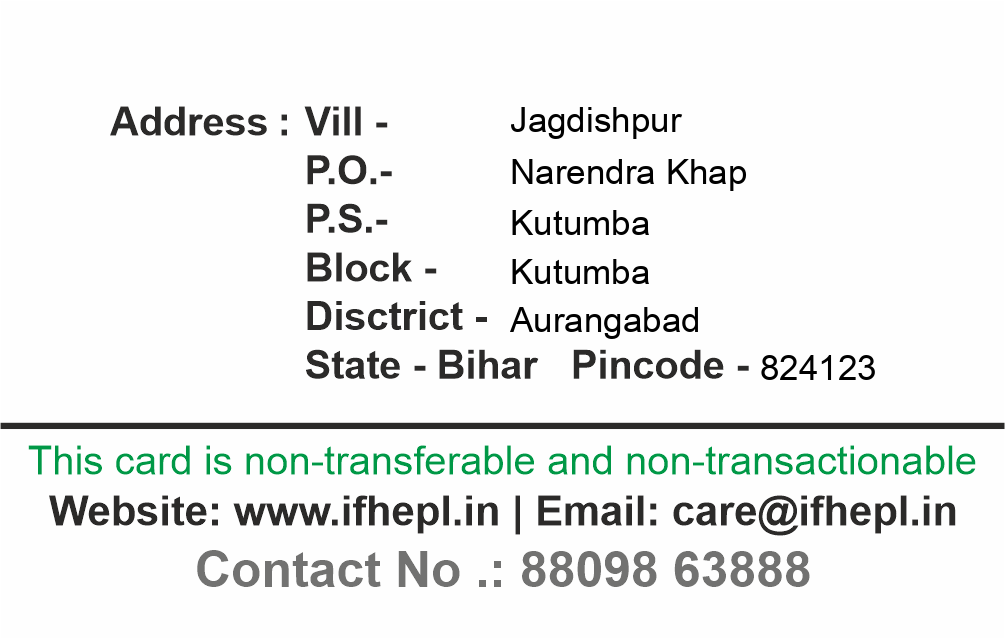 Address : Vill - Jagdishpur
P.O.- Narendra Khap
P.S.- Kutumba
Block - Kutumba
Disctrict - Aurangabad
State - Bihar Pincode - 824123
This card is non-transferable and non-transactionable
Website: www.ifhepl.in | Email: care@ifhepl.in
Contact No .: 88098 63888